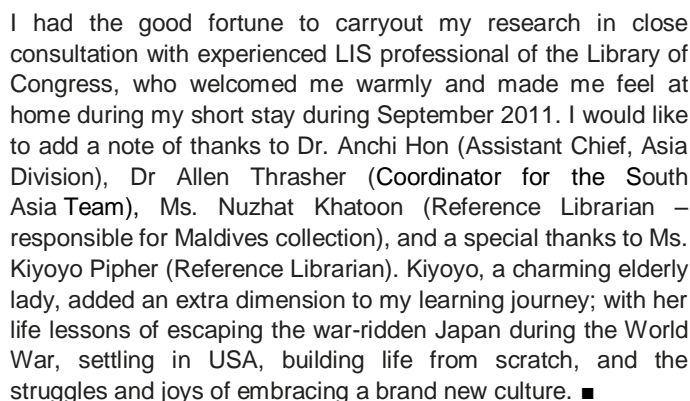 I had the good fortune to carryout my research in close
consultation with experienced LIS professional of the Library of
Congress, who welcomed me warmly and made me feel at
home during my short stay during September 2011. I would like
to add a note of thanks to Dr. Anchi Hon (Assistant Chief, Asia
Division), Dr Allen Thrasher (Coordinator for the South
Asia Team), Ms. Nuzhat Khatoon (Reference Librarian –
responsible for Maldives collection), and a special thanks to Ms.
Kiyoyo Pipher (Reference Librarian). Kiyoyo, a charming elderly
lady, added an extra dimension to my learning journey; with her
life lessons of escaping the war-ridden Japan during the World
War, settling in USA, building life from scratch, and the
struggles and joys of embracing a brand new culture. ■